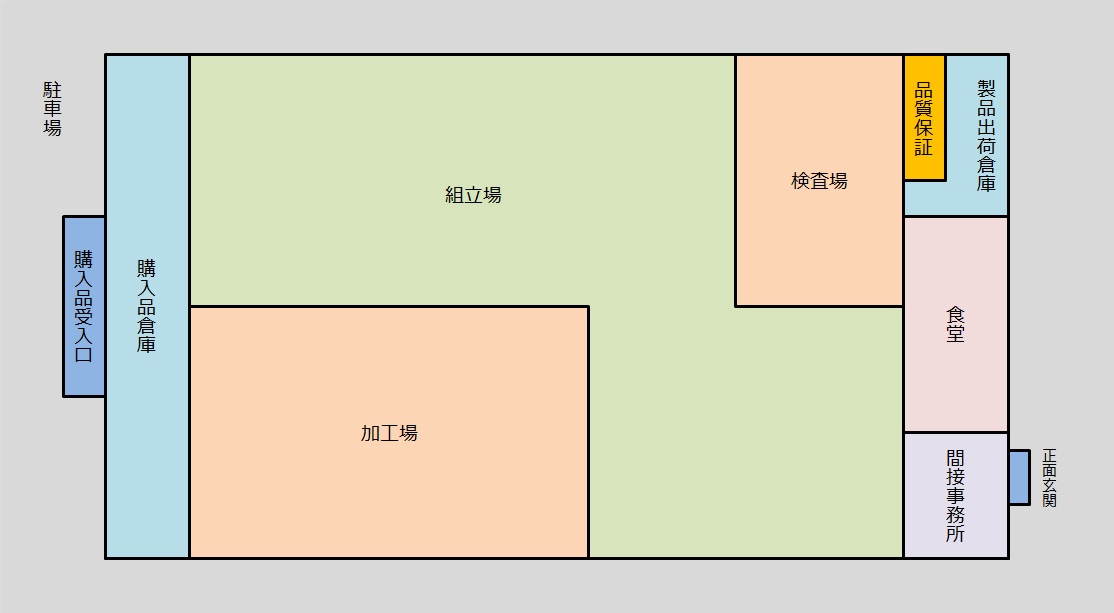 駐車場
購入品受入口
購入品倉庫
組立場
加工場
検査場
品質保証
製品出荷倉庫
食堂
間接事務所
正面玄関